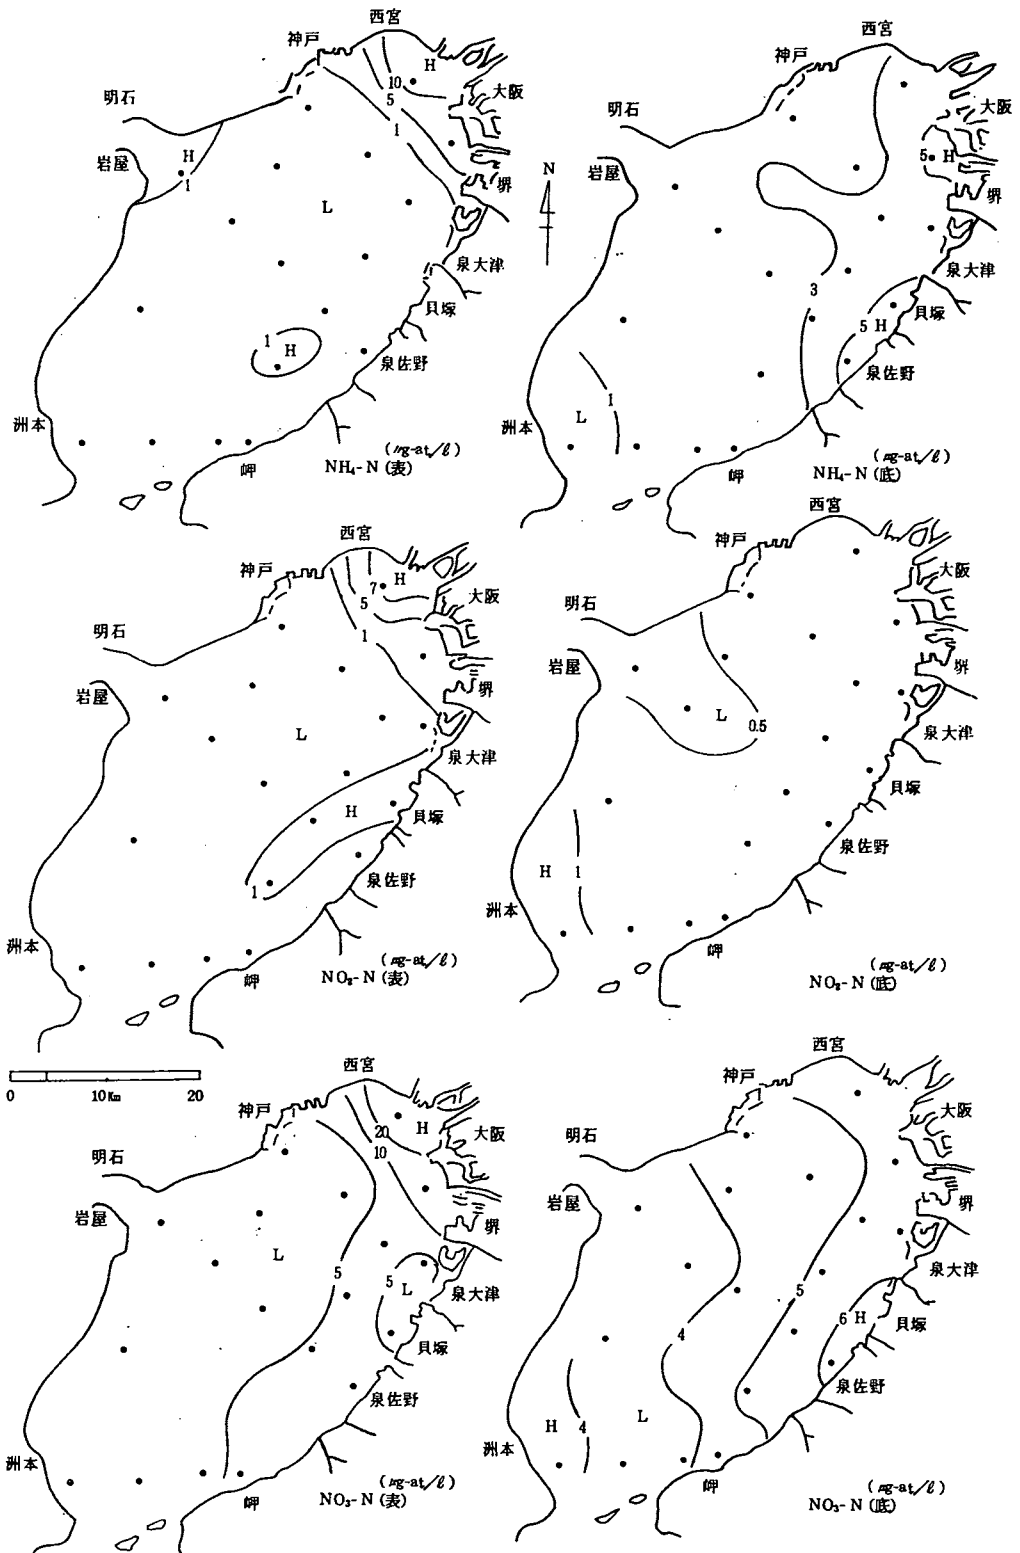 西宮
神戸
H
10
大阪
5
明石
1
H
岩屋
1
堺
L
泉大津
貝塚
1
H
泉佐野
洲本
岬
(μg-at/ℓ)
NH₄-N (表)
西宮
神戸
大阪
明石
5 H
岩屋
N
堺
泉大津
3
貝塚
5 H
泉佐野
1
L
洲本
岬
(μg-at/ℓ)
NH₄-N (底)
西宮
神戸
H
7
5
大阪
明石
1
岩屋
堺
L
泉大津
H
貝塚
泉佐野
1
洲本
岬
(μg-at/ℓ)
NO₂-N (表)
西宮
神戸
大阪
明石
岩屋
堺
L
0.5
泉大津
貝塚
泉佐野
H
1
洲本
岬
(μg-at/ℓ)
NO₂-N (底)
0 10Km 20
西宮
神戸
20
H
大阪
10
明石
岩屋
堺
L
5
5
L
泉大津
貝塚
泉佐野
洲本
岬
(μg-at/ℓ)
NO₃-N (表)
西宮
神戸
大阪
明石
岩屋
堺
泉大津
5
6 H
貝塚
4
泉佐野
H
4
L
洲本
岬
(μg-at/ℓ)
NO₃-N (底)